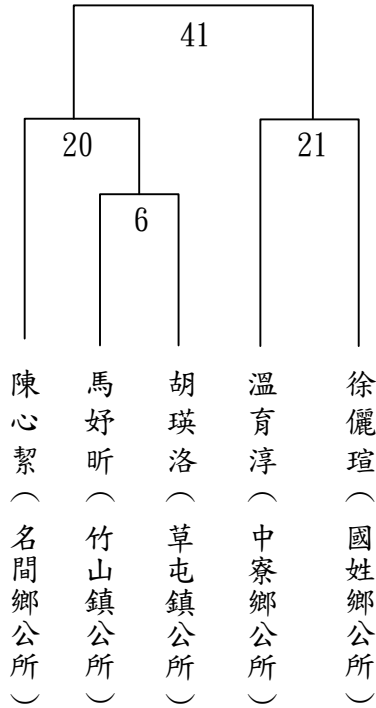 41
20
21
6
陳心絜（名間鄉公所）
馬妤昕（竹山鎮公所）
胡瑛洛（草屯鎮公所）
溫育淳（中寮鄉公所）
徐儷瑄（國姓鄉公所）